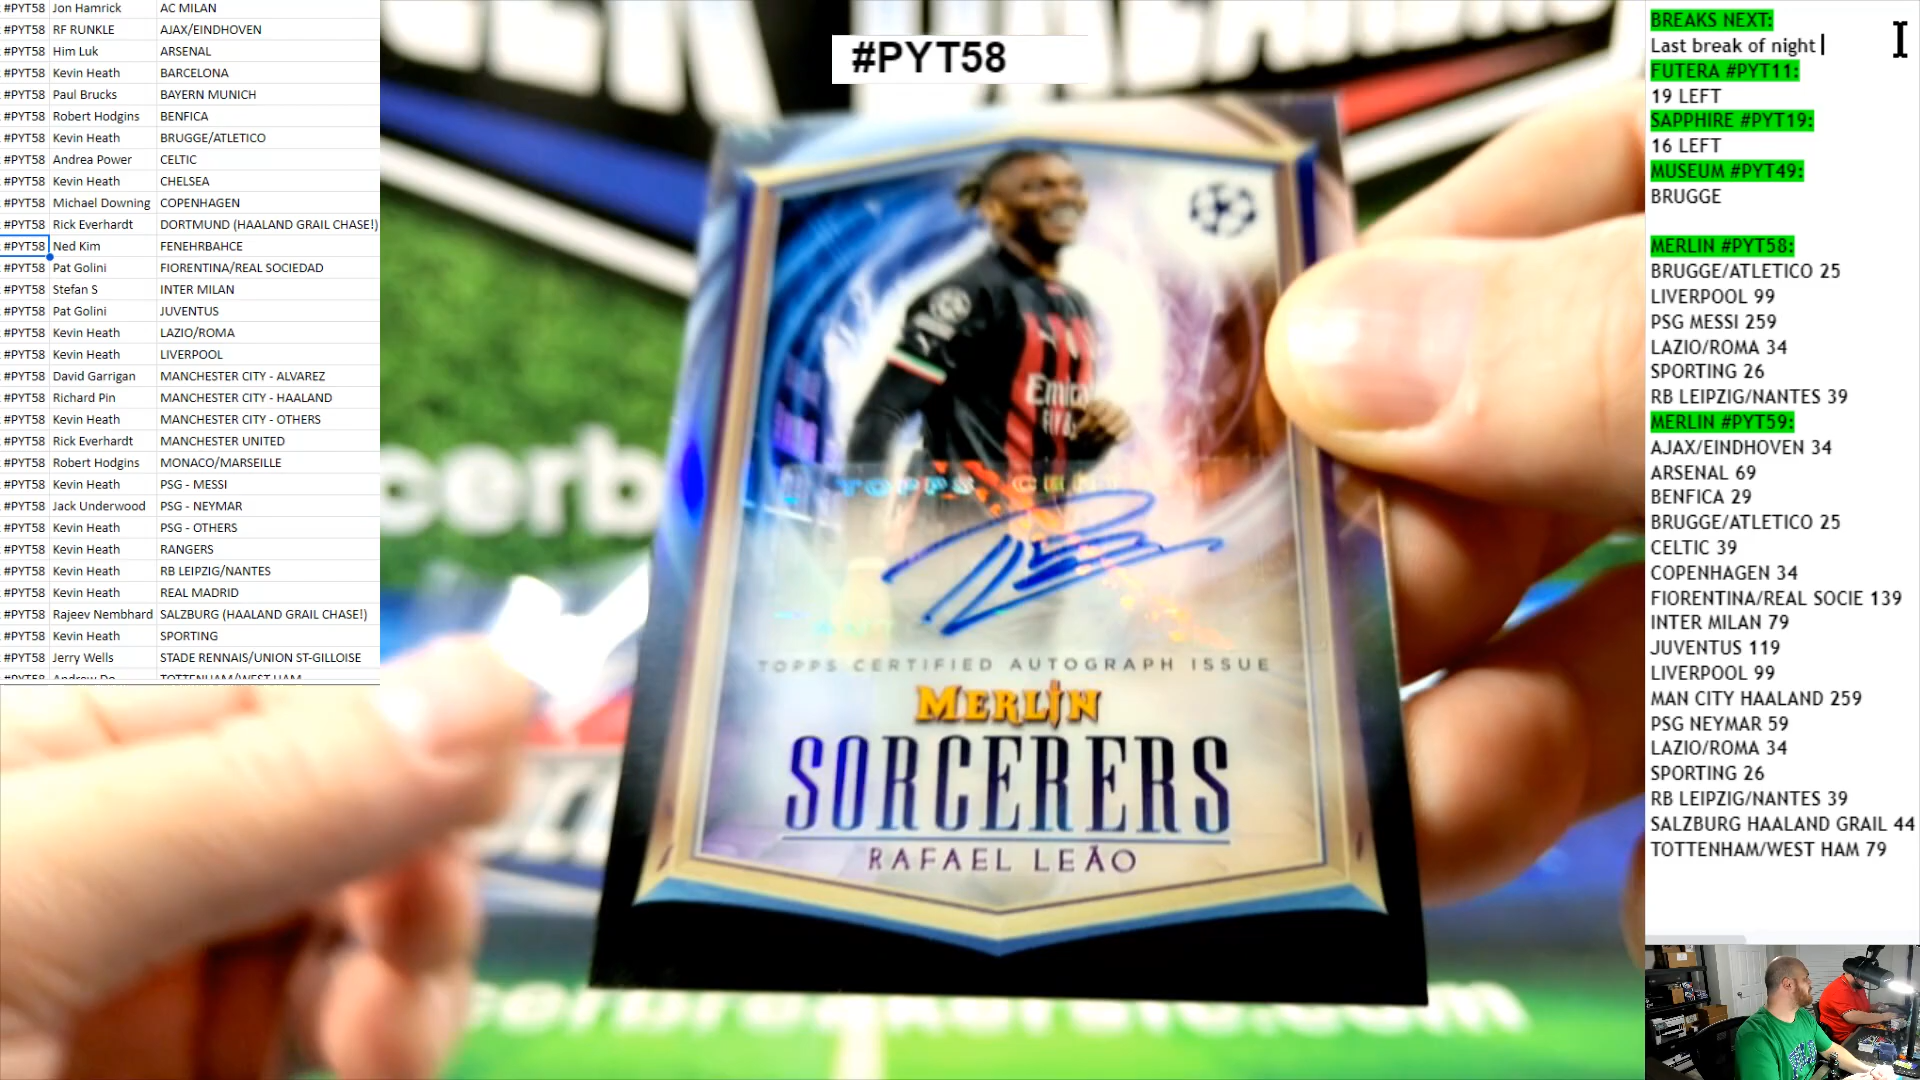 #PYT58 Jon Hamrick AC MILAN
#PYT58 RF RUNKLE AJAX/EINDHOVEN
#PYT58 Him Luk ARSENAL
#PYT58 Kevin Heath BARCELONA
#PYT58 Paul Brucks BAYERN MUNICH
#PYT58 Robert Hodgins BENFICA
#PYT58 Kevin Heath BRUGGE/ATLETICO
#PYT58 Andrea Power CELTIC
#PYT58 Kevin Heath CHELSEA
#PYT58 Michael Downing COPENHAGEN
#PYT58 Rick Everhardt DORTMUND (HAALAND GRAIL CHASE!)
#PYT58 Ned Kim FENEHRBAHCE
#PYT58 Pat Golini FIORENTINA/REAL SOCIEDAD
#PYT58 Stefan S INTER MILAN
#PYT58 Pat Golini JUVENTUS
#PYT58 Kevin Heath LAZIO/ROMA
#PYT58 Kevin Heath LIVERPOOL
#PYT58 David Garrigan MANCHESTER CITY - ALVAREZ
#PYT58 Richard Pin MANCHESTER CITY - HAALAND
#PYT58 Kevin Heath MANCHESTER CITY - OTHERS
#PYT58 Rick Everhardt MANCHESTER UNITED
#PYT58 Robert Hodgins MONACO/MARSEILLE
#PYT58 Kevin Heath PSG - MESSI
#PYT58 Jack Underwood PSG - NEYMAR
#PYT58 Kevin Heath PSG - OTHERS
#PYT58 Kevin Heath RANGERS
#PYT58 Kevin Heath RB LEIPZIG/NANTES
#PYT58 Kevin Heath REAL MADRID
#PYT58 Rajeev Nembhard SALZBURG (HAALAND GRAIL CHASE!)
#PYT58 Kevin Heath SPORTING
#PYT58 Jerry Wells STADE RENNAIS/UNION ST-GILLOISE
#PYT58 Andrew Do TOTTENHAM/WEST HAM
#PYT58
TOPPS
TOPPS CERTIFIED AUTOGRAPH ISSUE
MERLIN
SORCERERS
RAFAEL LEÃO
BREAKS NEXT:
Last break of night
FUTERA #PYT11:
19 LEFT
SAPPHIRE #PYT19:
16 LEFT
MUSEUM #PYT49:
BRUGGE
MERLIN #PYT58:
BRUGGE/ATLETICO 25
LIVERPOOL 99
PSG MESSI 259
LAZIO/ROMA 34
SPORTING 26
RB LEIPZIG/NANTES 39
MERLIN #PYT59:
AJAX/EINDHOVEN 34
ARSENAL 69
BENFICA 29
BRUGGE/ATLETICO 25
CELTIC 39
COPENHAGEN 34
FIORENTINA/REAL SOCIE 139
INTER MILAN 79
JUVENTUS 119
LIVERPOOL 99
MAN CITY HAALAND 259
PSG NEYMAR 59
LAZIO/ROMA 34
SPORTING 26
RB LEIPZIG/NANTES 39
SALZBURG HAALAND GRAIL 44
TOTTENHAM/WEST HAM 79